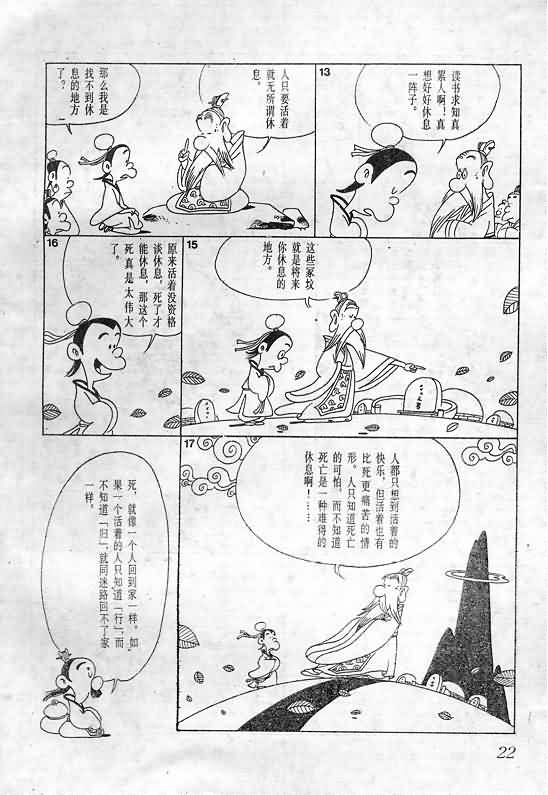 13
读书求知真
累人啊！真
想好好休息
一阵子。
人只要活着
就无所谓休
息。
那么我是
找不到休
息的地方
了？
15
这些冢坟
就是将来
你休息的
地方。
16
原来活着没资格
谈休息，死了才
能休息，那这个
死真是太伟大
了。
17
人都只想到活着的
快乐，但活着也有
比死更痛苦的情
形。人只知道死亡
的可怕，而不知道
死亡是一种难得的
休息啊！……
死，就像一个人回到家一样。如
果一个活着的人只知道「行」，而
不知道「归」，就同迷路回不了家
一样。
22